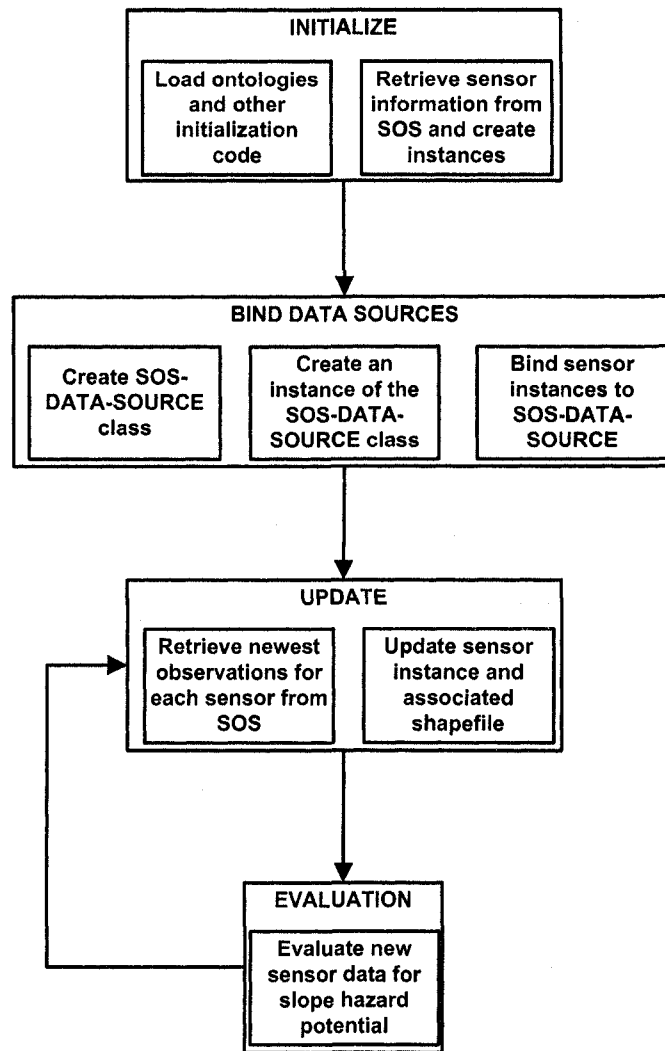 INITIALIZE
Load ontologies
and other
initialization
code
Retrieve sensor
information from
SOS and create
instances
BIND DATA SOURCES
Create SOS-
DATA-SOURCE
class
Create an
instance of the
SOS-DATA-
SOURCE class
Bind sensor
instances to
SOS-DATA-
SOURCE
UPDATE
Retrieve newest
observations for
each sensor from
SOS
Update sensor
instance and
associated
shapefile
EVALUATION
Evaluate new
sensor data for
slope hazard
potential